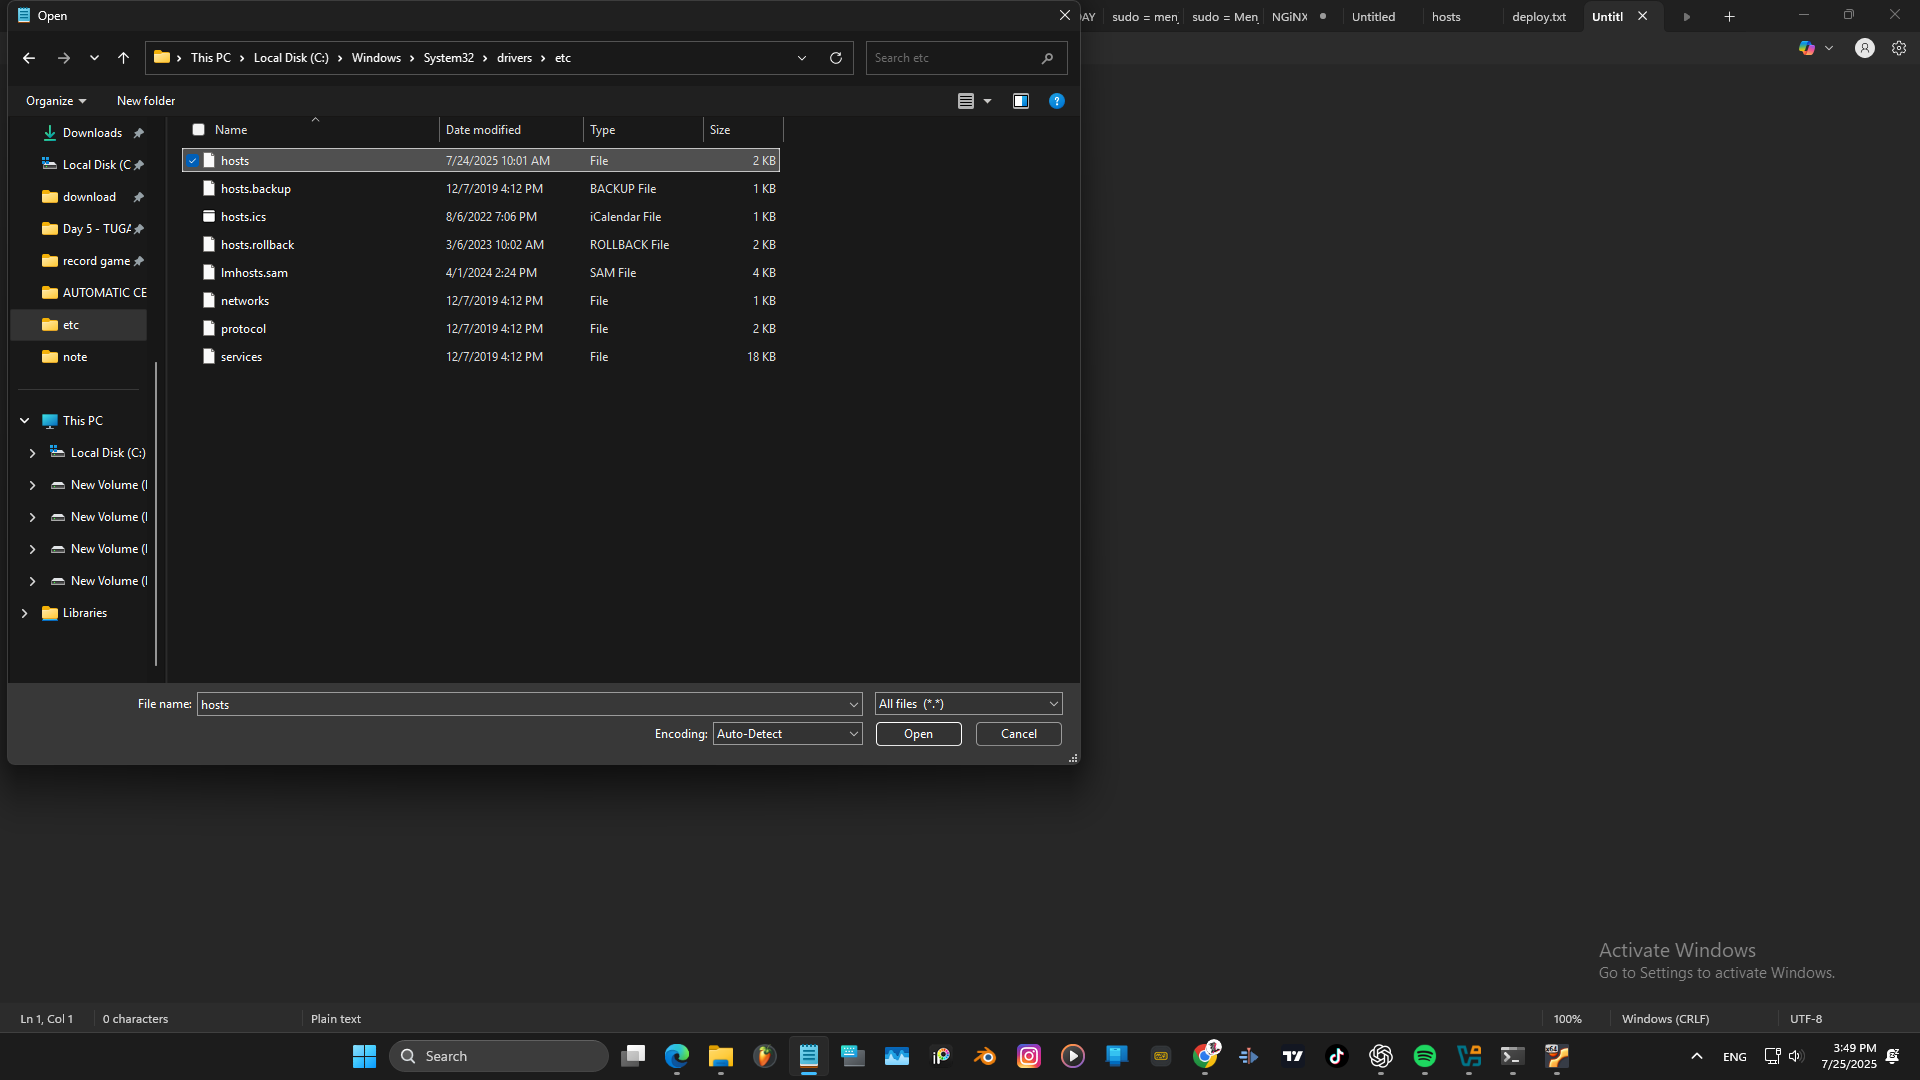 Open
DAY
sudo = men
sudo = Men
NGiNX
Untitled
hosts
deploy.txt
Untitl
This PC
Local Disk (C:)
Windows
System32
drivers
etc
Search etc
Organize
New folder
Name
Date modified
Type
Size
hosts 7/24/2025 10:01 AM File 2 KB
hosts.backup 12/7/2019 4:12 PM BACKUP File 1 KB
hosts.ics 8/6/2022 7:06 PM iCalendar File 1 KB
hosts.rollback 3/6/2023 10:02 AM ROLLBACK File 2 KB
lmhosts.sam 4/1/2024 2:24 PM SAM File 4 KB
networks 12/7/2019 4:12 PM File 1 KB
protocol 12/7/2019 4:12 PM File 2 KB
services 12/7/2019 4:12 PM File 18 KB
Downloads
Local Disk (C
download
Day 5 - TUGA
record game
AUTOMATIC CE
etc
note
This PC
Local Disk (C:)
New Volume (
New Volume (
New Volume (
New Volume (
Libraries
File name: hosts
All files (*.*)
Encoding: Auto-Detect
Open
Cancel
Activate Windows
Go to Settings to activate Windows.
Ln 1, Col 1
0 characters
Plain text
100%
Windows (CRLF)
UTF-8
Search
ENG
3:49 PM
7/25/2025